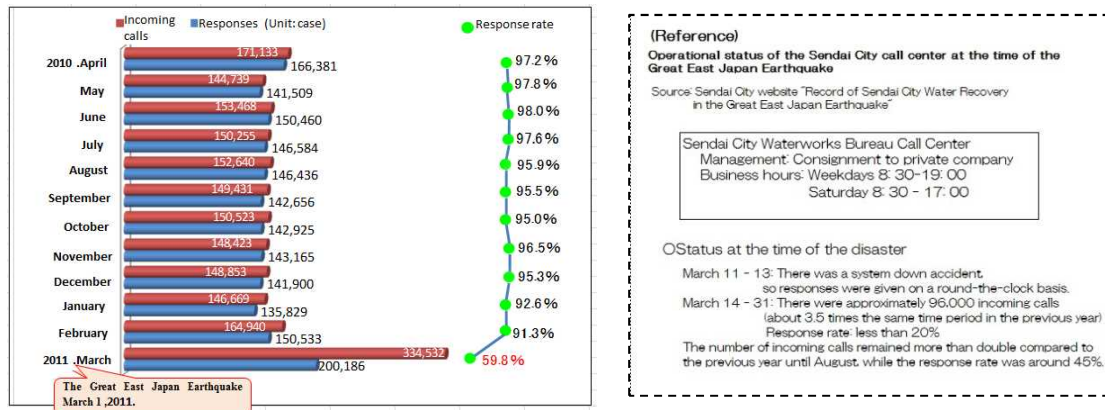 Incoming calls
Responses (Unit: case)
Response rate
2010 .April
171,133
166,381
97.2%
May
144,739
141,509
97.8%
June
153,468
150,460
98.0%
July
150,255
146,584
97.6%
August
152,640
146,436
95.9%
September
149,431
142,656
95.5%
October
150,523
142,925
95.0%
November
148,423
143,165
96.5%
December
148,853
141,900
95.3%
January
146,669
135,829
92.6%
February
164,940
150,533
91.3%
2011 .March
334,532
200,186
59.8%
The Great East Japan Earthquake
March 1 ,2011.
(Reference)
Operational status of the Sendai City call center at the time of the
Great East Japan Earthquake
Source: Sendai City website "Record of Sendai City Water Recovery
in the Great East Japan Earthquake"
Sendai City Waterworks Bureau Call Center
Management: Consignment to private company
Business hours: Weekdays 8: 30-19: 00
Saturday 8: 30 - 17: 00
○Status at the time of the disaster
March 11 - 13: There was a system down accident,
so responses were given on a round-the-clock basis.
March 14 - 31: There were approximately 96,000 incoming calls
(about 3.5 times the same time period in the previous year)
Response rate: less than 20%
The number of incoming calls remained more than double compared to
the previous year until August, while the response rate was around 45%.